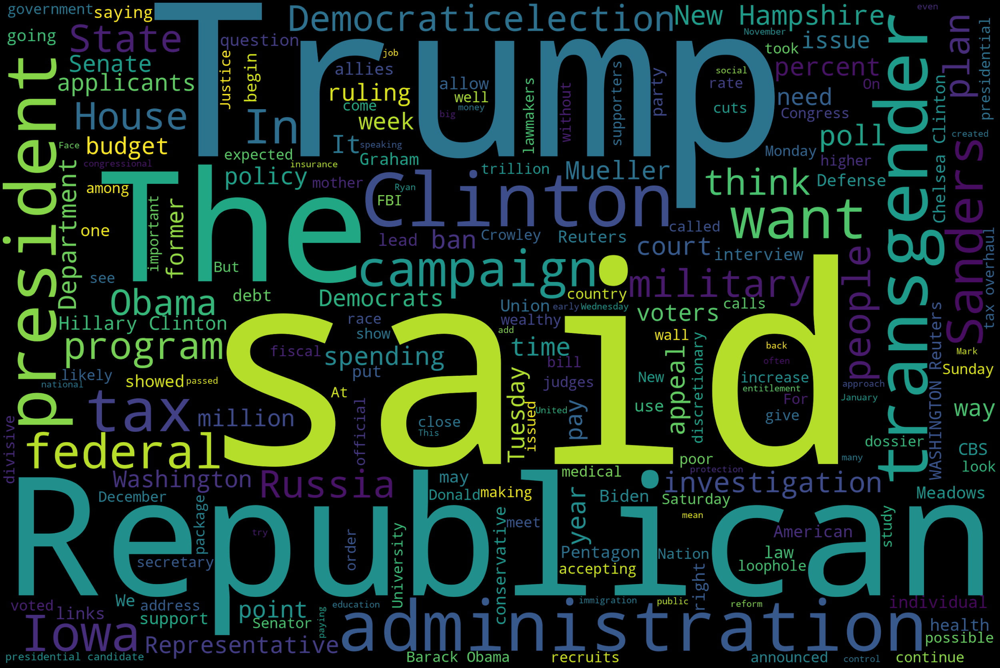 government
saying
Trump
Democratic
election
New Hampshire
even
going
State
question
Justice
begin
job
allies
November
took
issue
plan
presidential
Senate
applicants
ruling
come
week
allow
well
big
money
lawmakers
without
supporters
party
social
rate
cuts
percent
On
need
Congress
transgender
Chelsea Clinton
president
House
In
It
speaking
budget
Face
congressional
Department
expected
insurance
Graham
policy
mother
trillion
Mueller
Monday
poll
higher
Defense
created
Sanders
The
Clinton
think
want
among
one
important
former
see
But
FBI
Ryan
lead
ban
Crowley
Reuters
called
court
interview
people
tax overhaul
campaign
military
Obama
debt
Democrats
country
Union
early
Wednesday
voters
calls
Hillary Clinton
race
show
wealthy
add
said
program
fiscal
spending
put
time
wall
back
often
WASHINGTON Reuters
Mark
Sunday
likely
national
showed
passed
At
bill
judges
Tuesday
issued
United
New
use
appeal
discretionary
increase
entitlement
For
give
approach
January
way
tax
million
official
close
This
pay
divisive
federal
poor
many
dossier
CBS
look
Washington
Russia
may
medical
protection
investigation
December
package
Donald
making
year
Biden
Saturday
Meadows
Republican
secretary
try
order
University
conservative
meet
Pentagon
accepting
Nation
mean
American
law
loophole
study
right
voted
links
We
address
support
point
Senator
education
paying
immigration
public
reform
individual
Iowa
Representative
administration
health
possible
presidential candidate
Barack Obama
recruits
announced
control
continue